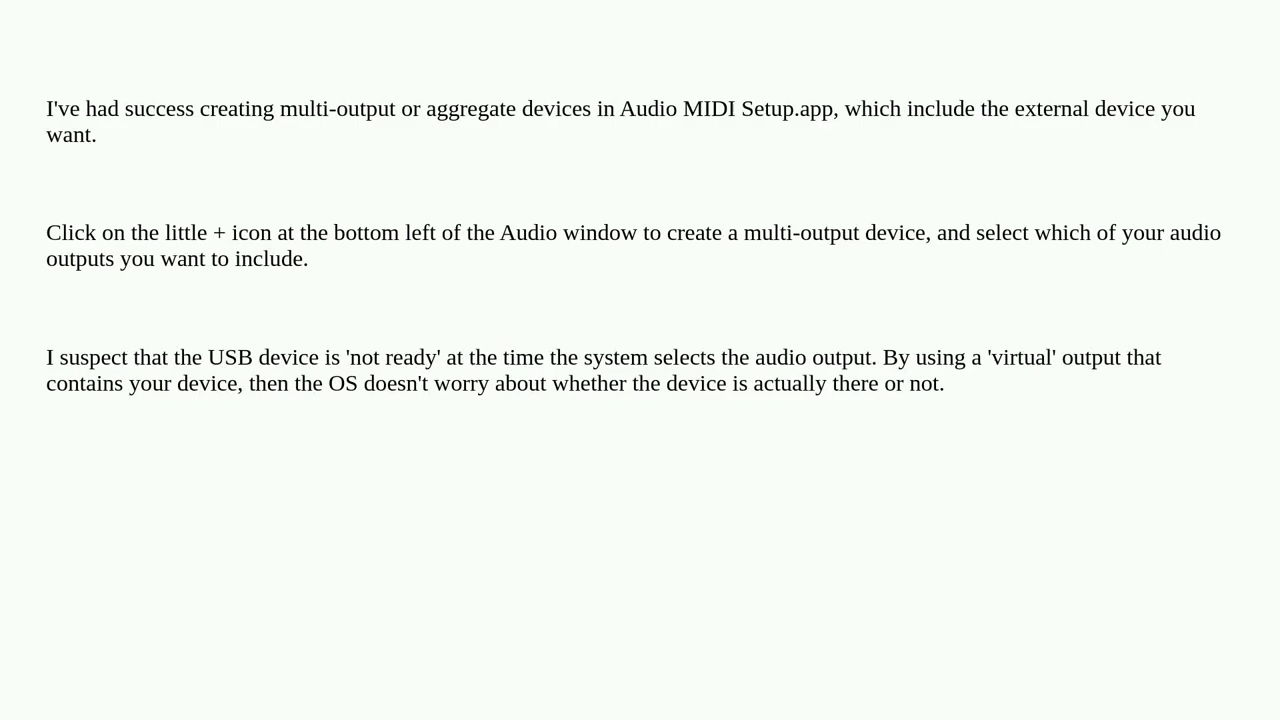 I've had success creating multi-output or aggregate devices in Audio MIDI Setup.app, which include the external device you
want.
Click on the little + icon at the bottom left of the Audio window to create a multi-output device, and select which of your audio
outputs you want to include.
I suspect that the USB device is 'not ready' at the time the system selects the audio output. By using a 'virtual' output that
contains your device, then the OS doesn't worry about whether the device is actually there or not.